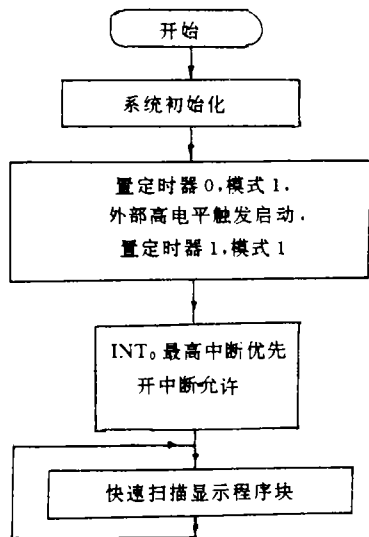 开始
系统初始化
置定时器0,模式1.
外部高电平触发启动.
置定时器1,模式1
INT₀最高中断优先
开中断允许
快速扫描显示程序块